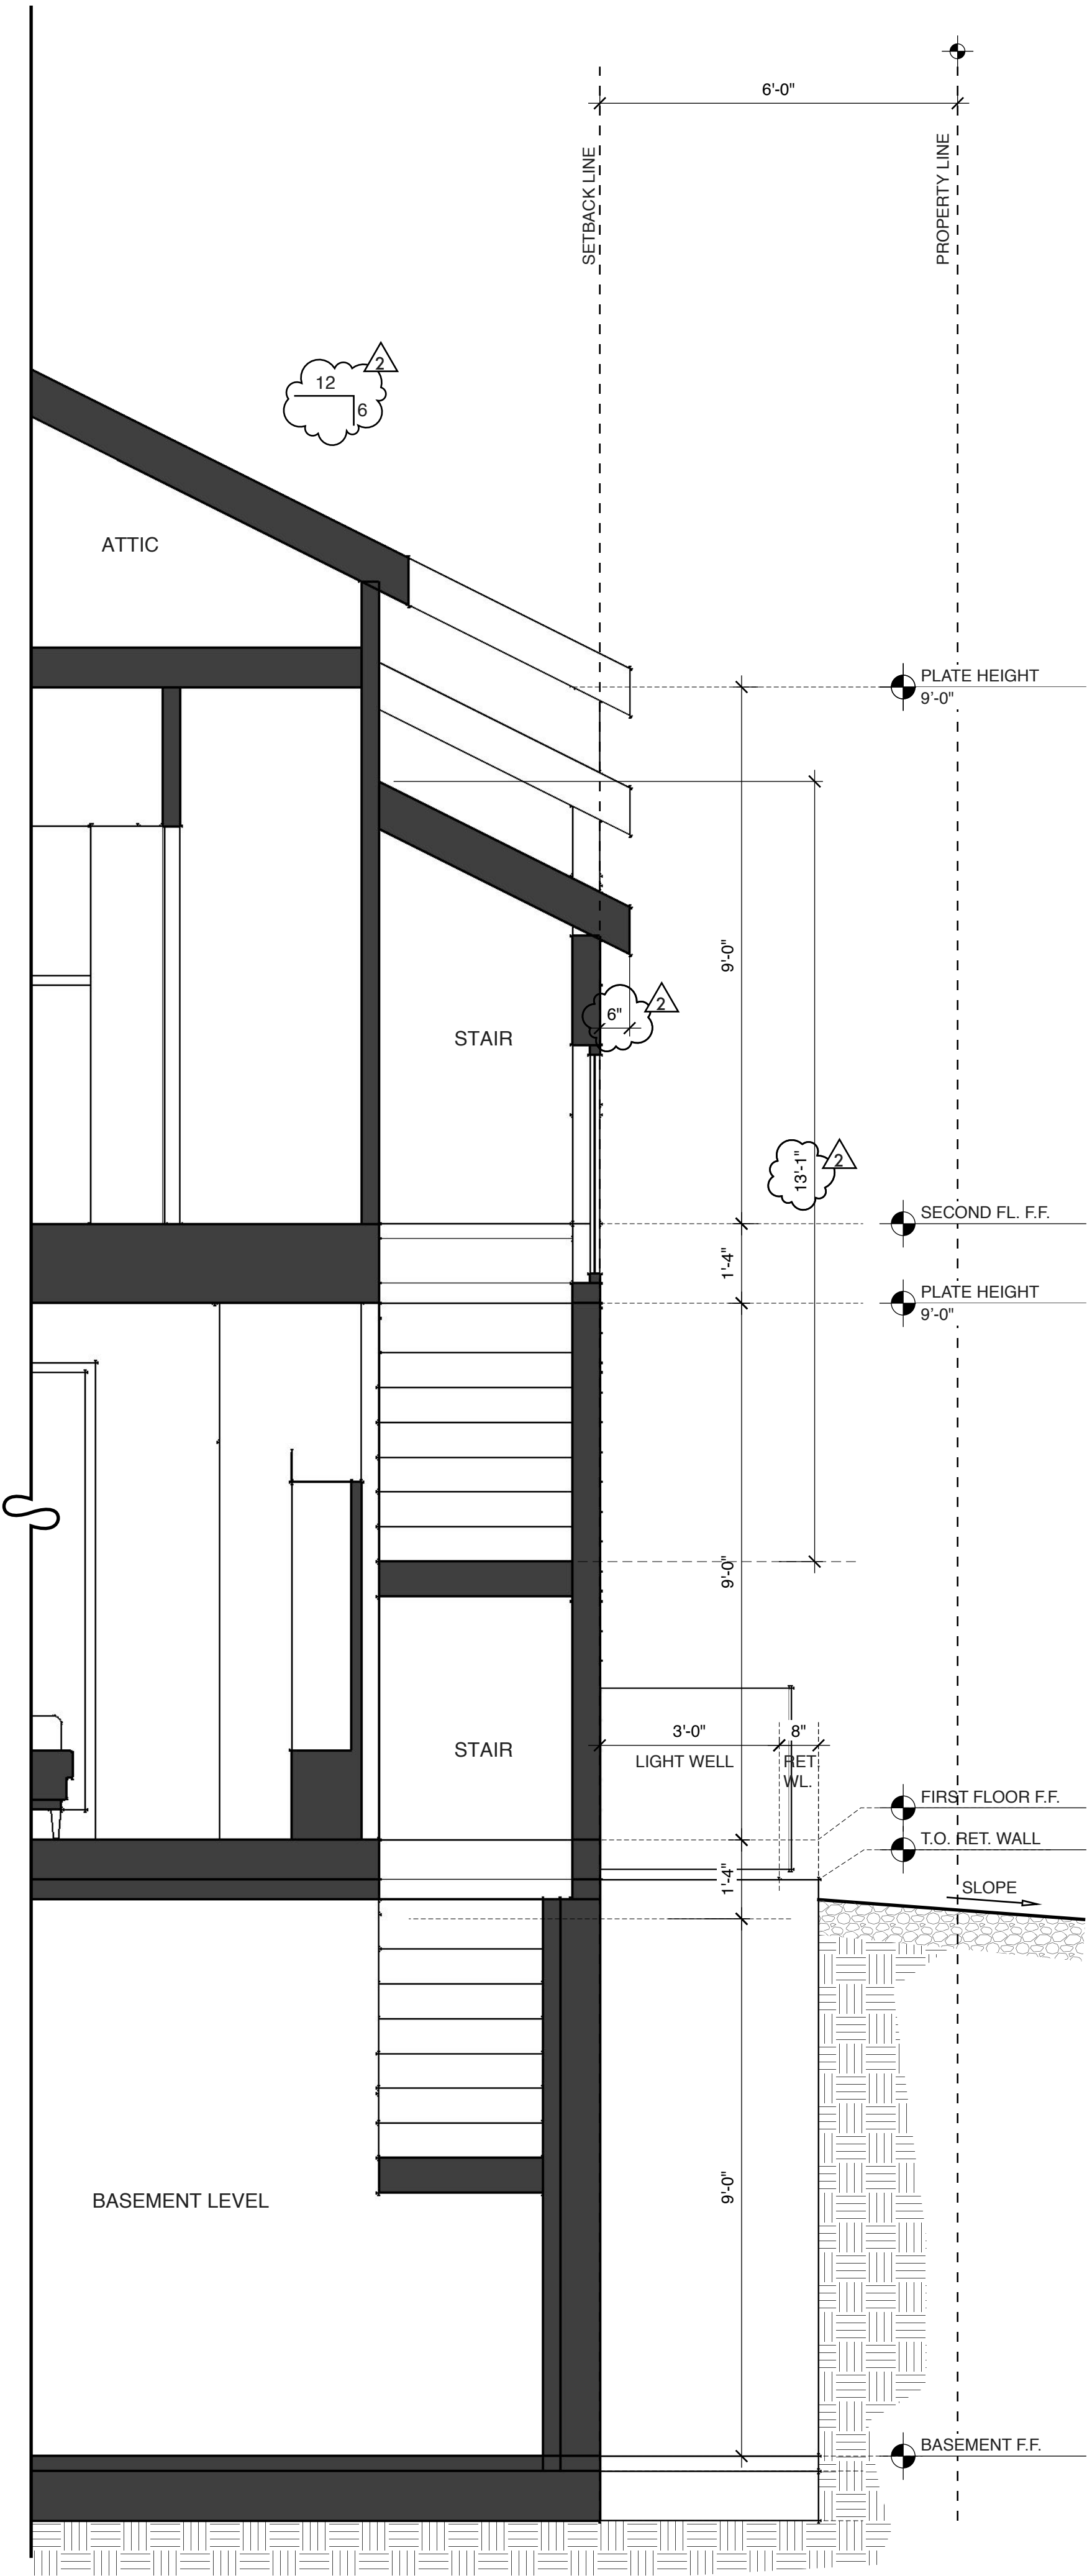 6'-0"
SETBACK LINE
PROPERTY LINE
2
12
6
ATTIC
PLATE HEIGHT
9'-0"
9'-0"
6"
2
STAIR
13'-1"
2
SECOND FL. F.F.
1'-4"
PLATE HEIGHT
9'-0"
9'-0"
3'-0"
8"
STAIR
LIGHT WELL
RET.
WL.
FIRST FLOOR F.F.
T.O. RET. WALL
1'-4"
SLOPE
9'-0"
BASEMENT LEVEL
BASEMENT F.F.